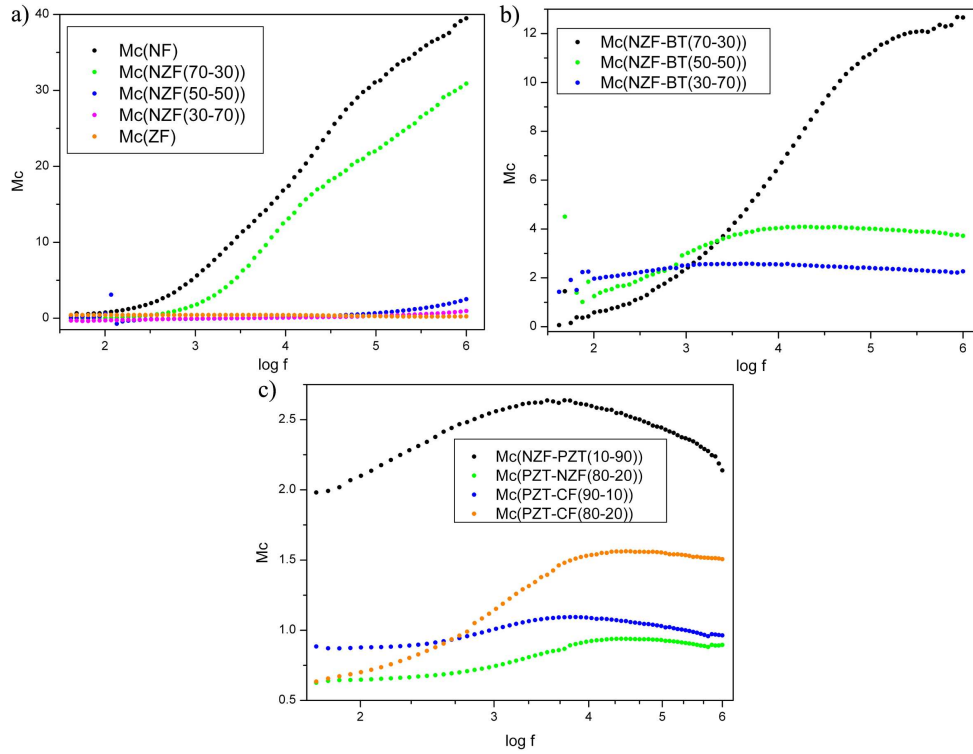 a)
40
30
20
10
0
Mc
Mc(NF)
Mc(NZF(70-30))
Mc(NZF(50-50))
Mc(NZF(30-70))
Mc(ZF)
2
3
4
5
6
log f
b)
12
10
8
6
4
2
0
Mc
Mc(NZF-BT(70-30))
Mc(NZF-BT(50-50))
Mc(NZF-BT(30-70))
2
3
4
5
6
log f
c)
2.5
2.0
1.5
1.0
0.5
Mc
Mc(NZF-PZT(10-90))
Mc(PZT-NZF(80-20))
Mc(PZT-CF(90-10))
Mc(PZT-CF(80-20))
2
3
4
5
6
log f